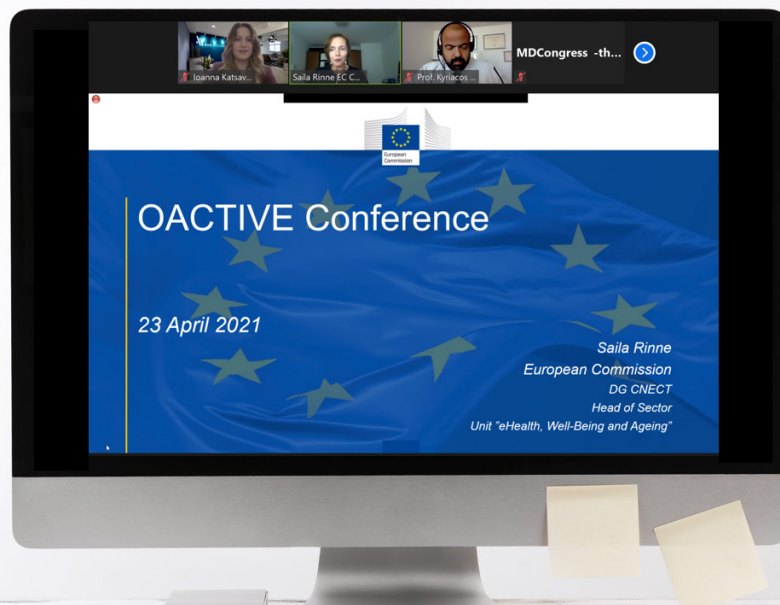 Joanna Katsav...
Saila Rinne EC C...
Prof. Kyriacos ...
MDCongress -th...
European
Commission
OACTIVE Conference
23 April 2021
Saila Rinne
European Commission
DG CNECT
Head of Sector
Unit "eHealth, Well-Being and Ageing"